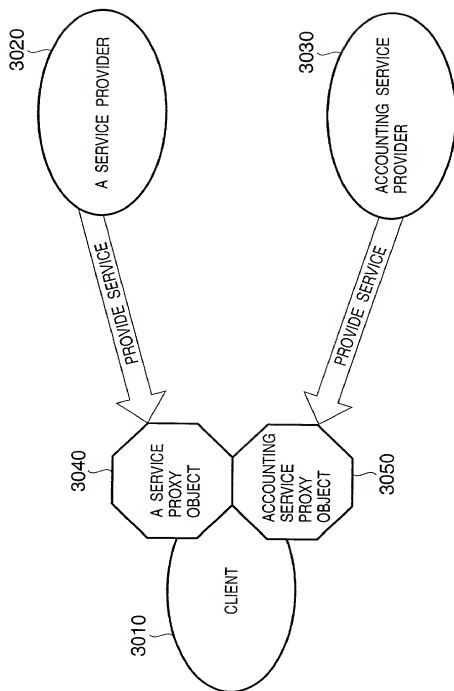 3020
A SERVICE PROVIDER
3030
ACCOUNTING SERVICE
PROVIDER
PROVIDE SERVICE
PROVIDE SERVICE
3040
A SERVICE
PROXY
OBJECT
3050
ACCOUNTING
SERVICE
PROXY
OBJECT
3010
CLIENT